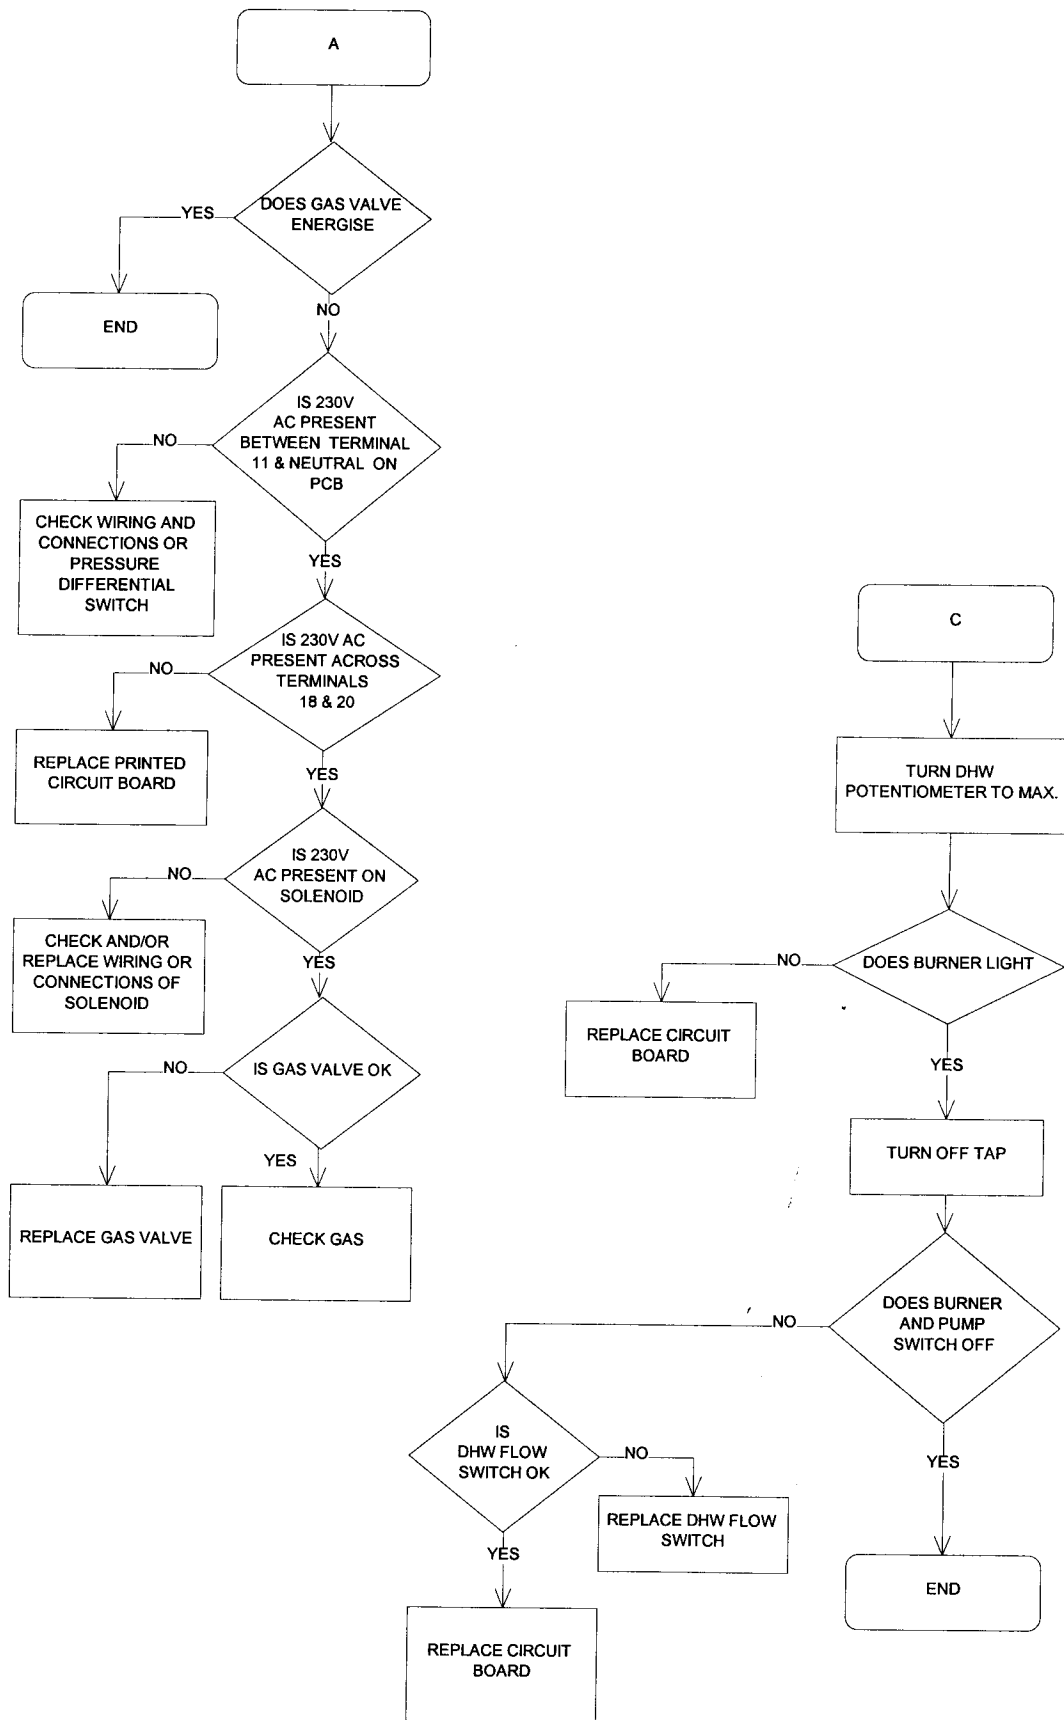 A
DOES GAS VALVE
ENERGISE
YES
END
NO
IS 230V
AC PRESENT
BETWEEN TERMINAL
11 & NEUTRAL ON
PCB
NO
CHECK WIRING AND
CONNECTIONS OR
PRESSURE
DIFFERENTIAL
SWITCH
YES
IS 230V AC
PRESENT ACROSS
TERMINALS
18 & 20
NO
REPLACE PRINTED
CIRCUIT BOARD
YES
IS 230V
AC PRESENT ON
SOLENOID
NO
CHECK AND/OR
REPLACE WIRING OR
CONNECTIONS OF
SOLENOID
YES
IS GAS VALVE OK
NO
REPLACE GAS VALVE
YES
CHECK GAS
C
TURN DHW
POTENTIOMETER TO MAX.
DOES BURNER LIGHT
NO
REPLACE CIRCUIT
BOARD
YES
TURN OFF TAP
DOES BURNER
AND PUMP
SWITCH OFF
NO
IS
DHW FLOW
SWITCH OK
NO
REPLACE DHW FLOW
SWITCH
YES
REPLACE CIRCUIT
BOARD
YES
END